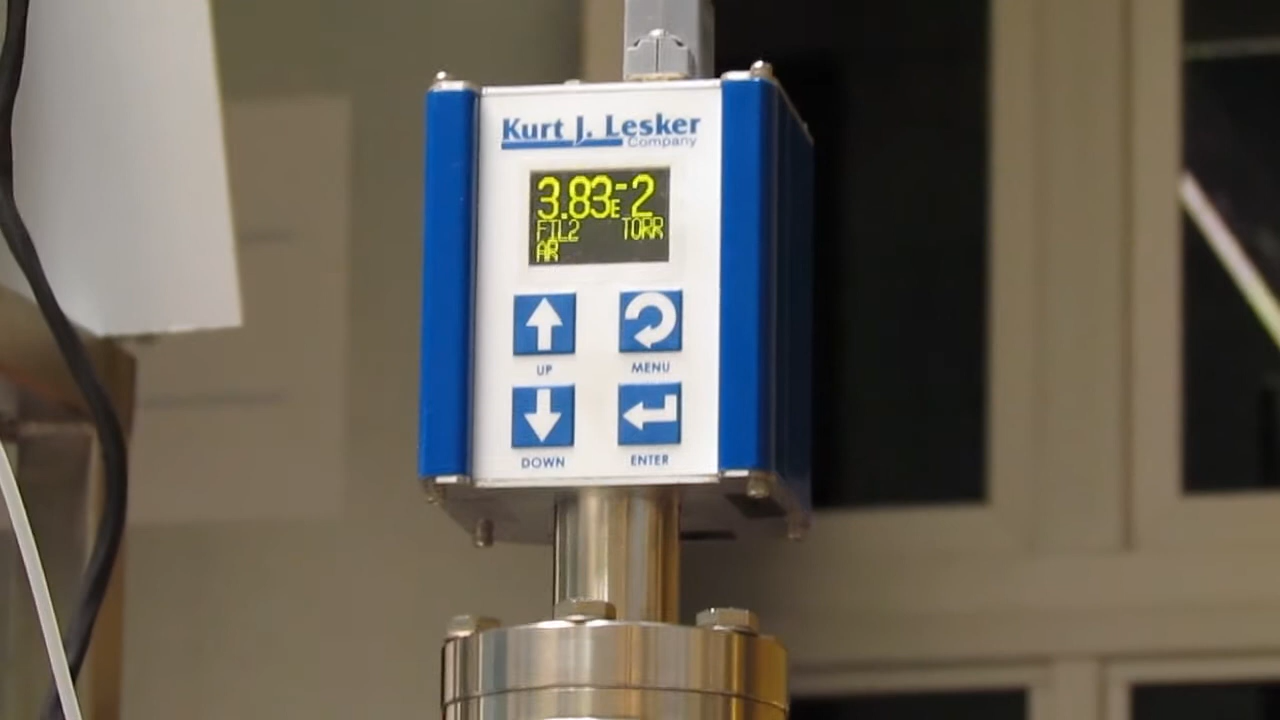 Kurt J. Lesker
Company
3.83E-2
FIL2 TORR
AR
UP MENU
DOWN ENTER